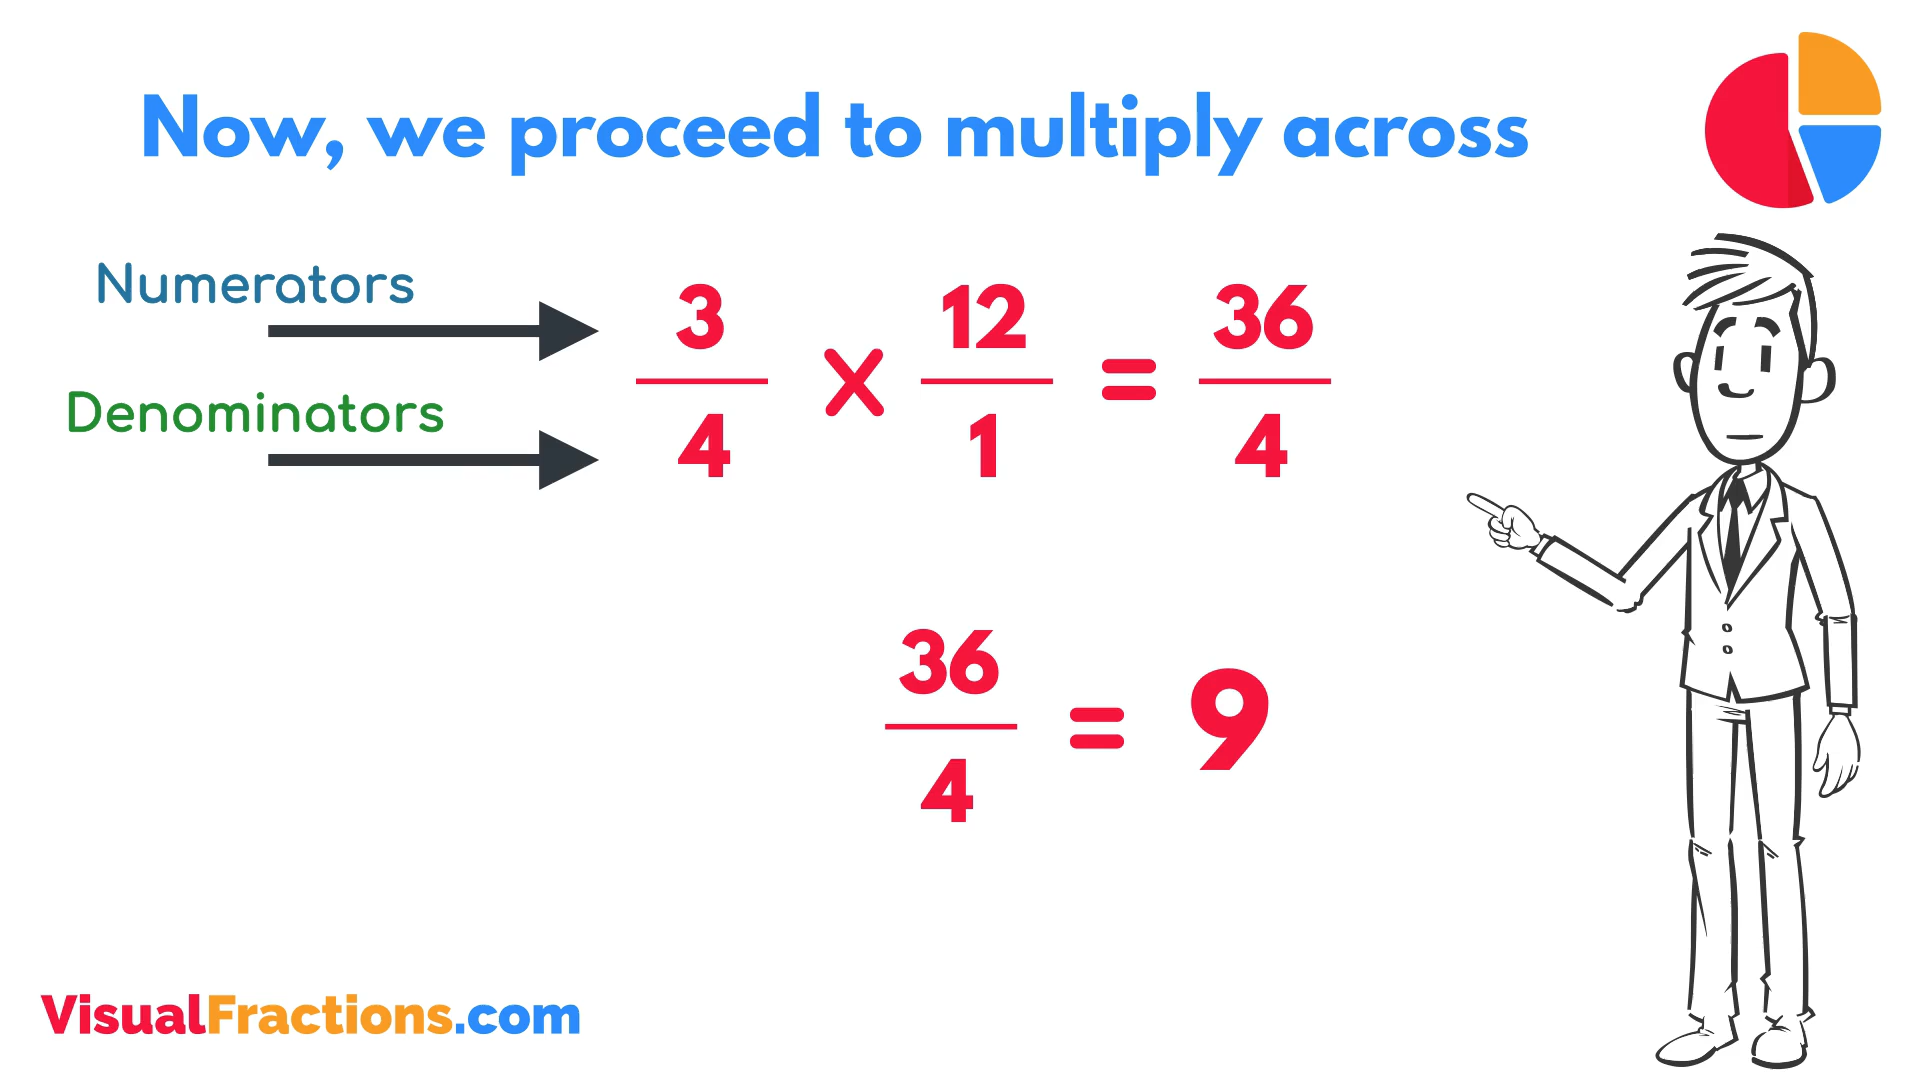 Now, we proceed to multiply across
Numerators
Denominators
3 12 36
x =
4 1 4
36
= 9
4
VisualFractions.com